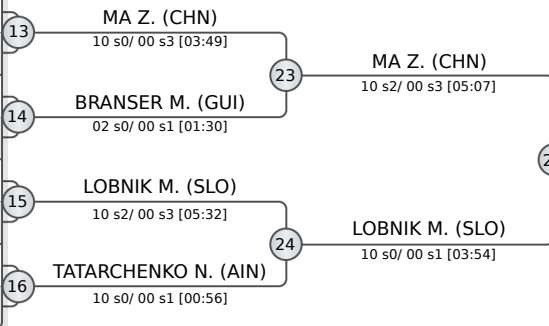 MA Z. (CHN)
13
10 s0/ 00 s3 [03:49]
23
MA Z. (CHN)
10 s2/ 00 s3 [05:07]
BRANSER M. (GUI)
14
02 s0/ 00 s1 [01:30]
LOBNIK M. (SLO)
15
10 s2/ 00 s3 [05:32]
24
LOBNIK M. (SLO)
10 s0/ 00 s1 [03:54]
TATARCHENKO N. (AIN)
16
10 s0/ 00 s1 [00:56]